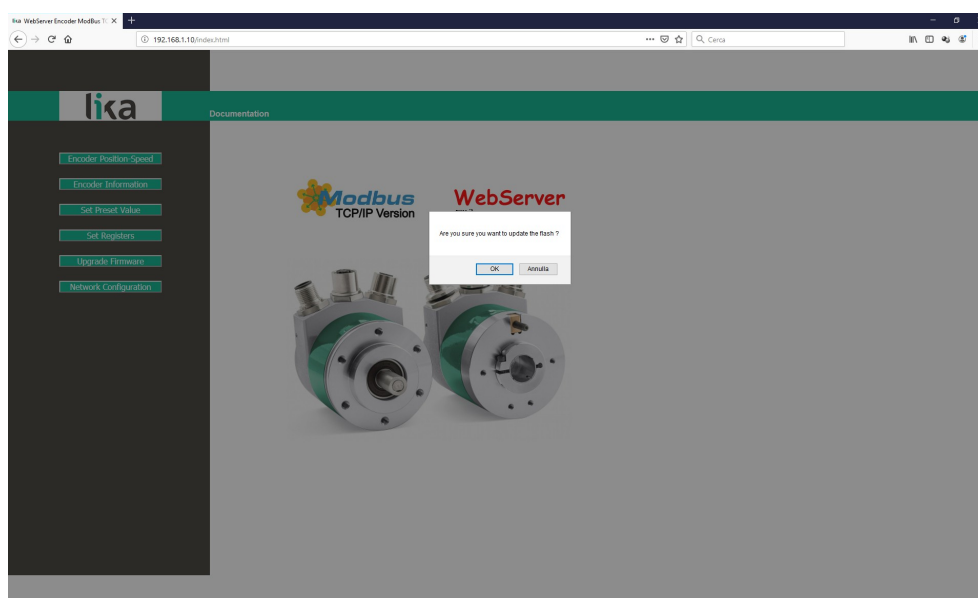 lika WebServer Encoder ModBus TC
192.168.1.10/index.html
Cerca
lika
Documentation
Encoder Position-Speed
Encoder Information
Set Preset Value
Set Registers
Upgrade Firmware
Network Configuration
Modbus
TCP/IP Version
WebServer
Are you sure you want to update the flash ?
OK Annulla